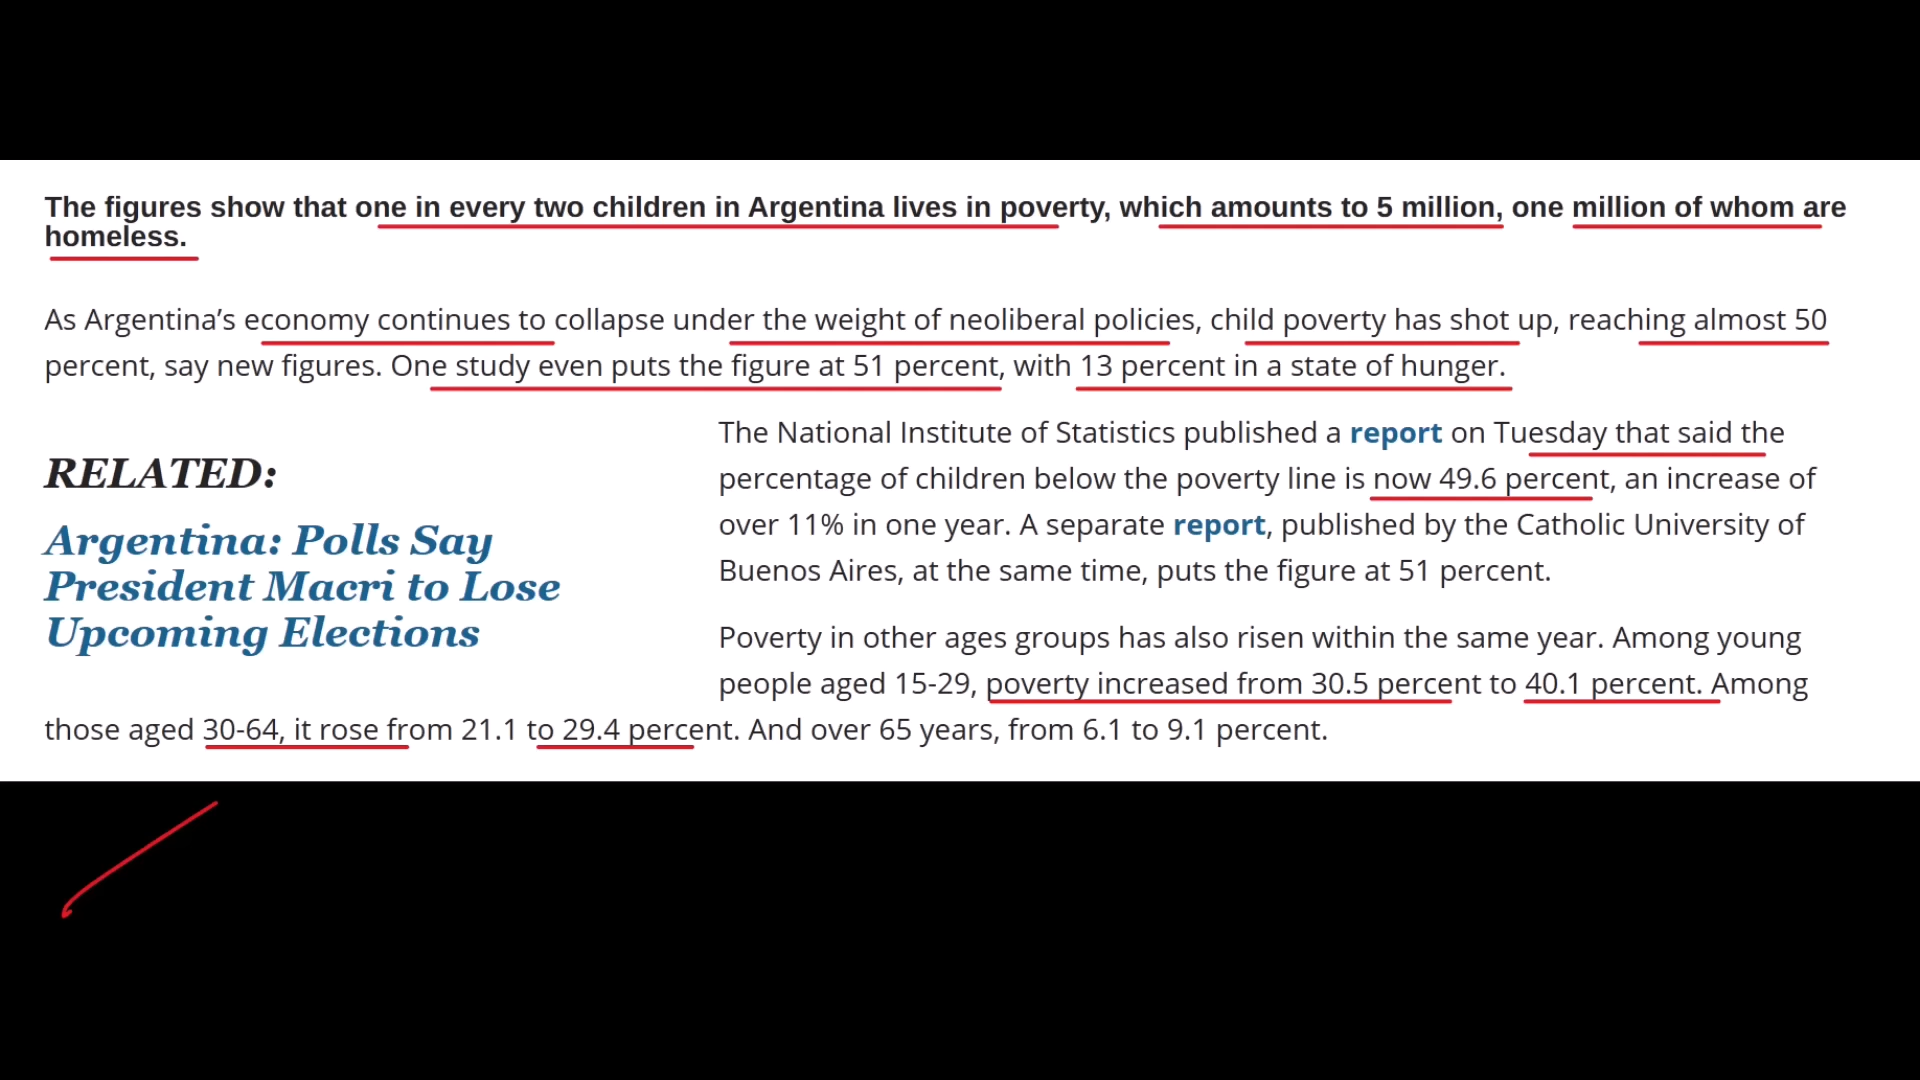 The figures show that one in every two children in Argentina lives in poverty, which amounts to 5 million, one million of whom are
homeless.
As Argentina’s economy continues to collapse under the weight of neoliberal policies, child poverty has shot up, reaching almost 50
percent, say new figures. One study even puts the figure at 51 percent, with 13 percent in a state of hunger.
RELATED:
Argentina: Polls Say
President Macri to Lose
Upcoming Elections
The National Institute of Statistics published a report on Tuesday that said the
percentage of children below the poverty line is now 49.6 percent, an increase of
over 11% in one year. A separate report, published by the Catholic University of
Buenos Aires, at the same time, puts the figure at 51 percent.
Poverty in other ages groups has also risen within the same year. Among young
people aged 15-29, poverty increased from 30.5 percent to 40.1 percent. Among
those aged 30-64, it rose from 21.1 to 29.4 percent. And over 65 years, from 6.1 to 9.1 percent.